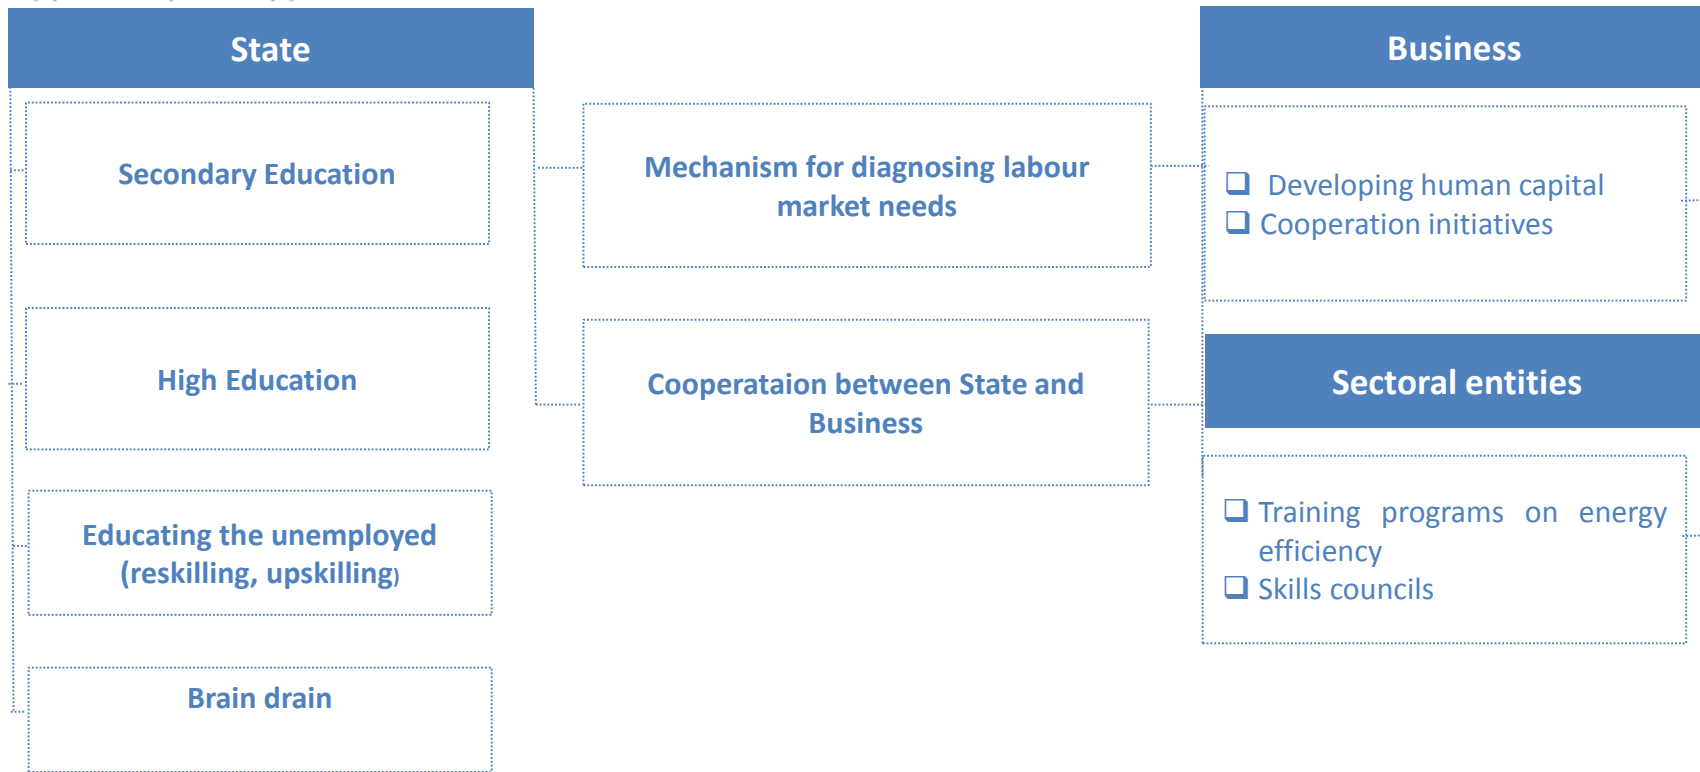 State
Secondary Education
High Education
Educating the unemployed
(reskilling, upskilling)
Brain drain
Mechanism for diagnosing labour
market needs
Cooperataion between State and
Business
Business
❑ Developing human capital
❑ Cooperation initiatives
Sectoral entities
❑ Training programs on energy
efficiency
❑ Skills councils